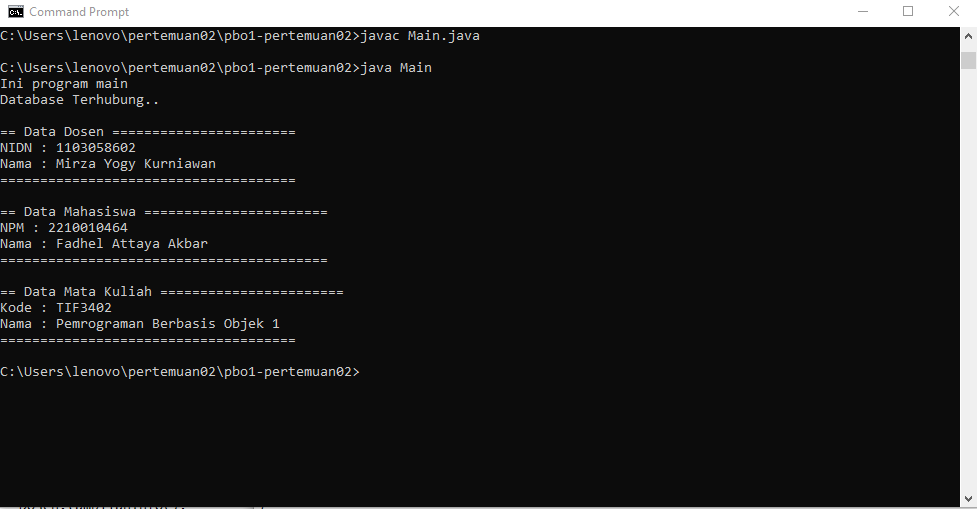 Command Prompt
C:\Users\lenovo\pertemuan02\pbo1-pertemuan02>javac Main.java
C:\Users\lenovo\pertemuan02\pbo1-pertemuan02>java Main
Ini program main
Database Terhubung..
== Data Dosen =======================
NIDN : 1103058602
Nama : Mirza Yogy Kurniawan
=====================================
== Data Mahasiswa =======================
NPM : 2210010464
Nama : Fadhel Attaya Akbar
=========================================
== Data Mata Kuliah =======================
Kode : TIF3402
Nama : Pemrograman Berbasis Objek 1
=====================================
C:\Users\lenovo\pertemuan02\pbo1-pertemuan02>